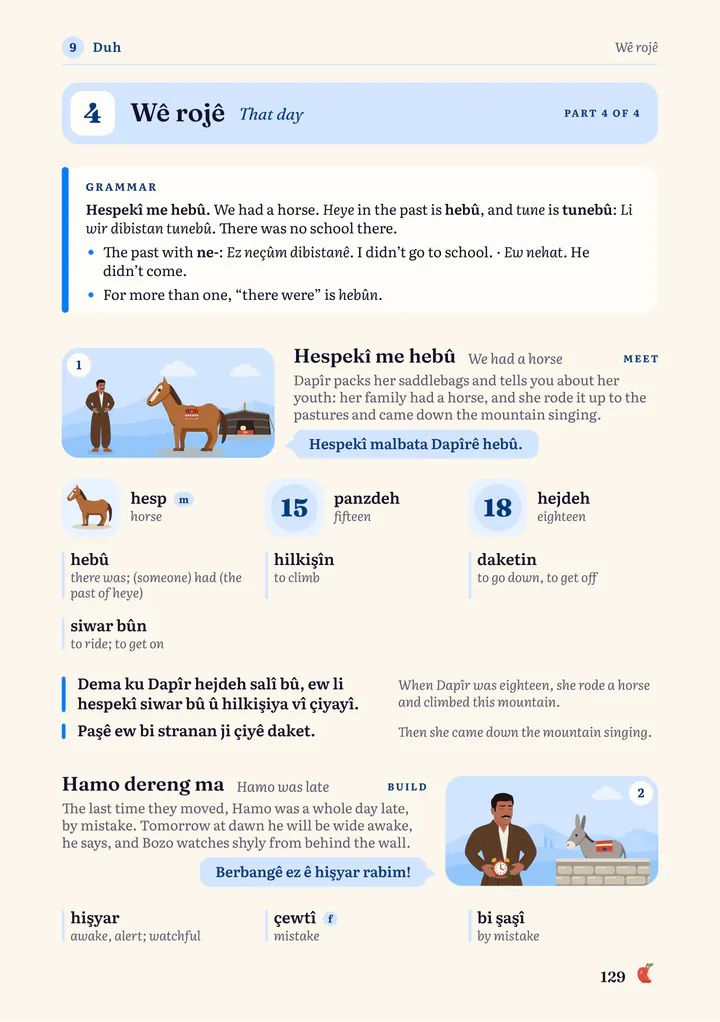 9 Duh
Wê rojê
4 Wê rojê That day PART 4 OF 4
GRAMMAR
Hespekî me hebû. We had a horse. Heye in the past is hebû, and tune is tunebû: Li
wir dibistan tunebû. There was no school there.
• The past with ne-: Ez neçûm dibistanê. I didn’t go to school. · Ew nehat. He
didn’t come.
• For more than one, “there were” is hebûn.
1
Hespekî me hebû We had a horse MEET
Dapîr packs her saddlebags and tells you about her
youth: her family had a horse, and she rode it up to the
pastures and came down the mountain singing.
Hespekî malbata Dapîrê hebû.
hesp m
horse
15 panzdeh
fifteen
18 hejdeh
eighteen
hebû
there was; (someone) had (the
past of heye)
hilkişîn
to climb
daketin
to go down, to get off
siwar bûn
to ride; to get on
Dema ku Dapîr hejdeh salî bû, ew li
hespekî siwar bû û hilkişiya vî çiyayî.
When Dapîr was eighteen, she rode a horse
and climbed this mountain.
Paşê ew bi stranan ji çiyê daket.
Then she came down the mountain singing.
Hamo dereng ma Hamo was late BUILD
The last time they moved, Hamo was a whole day late,
by mistake. Tomorrow at dawn he will be wide awake,
he says, and Bozo watches shyly from behind the wall.
Berbangê ez ê hişyar rabim!
2
hişyar
awake, alert; watchful
çewtî f
mistake
bi şaşî
by mistake
129